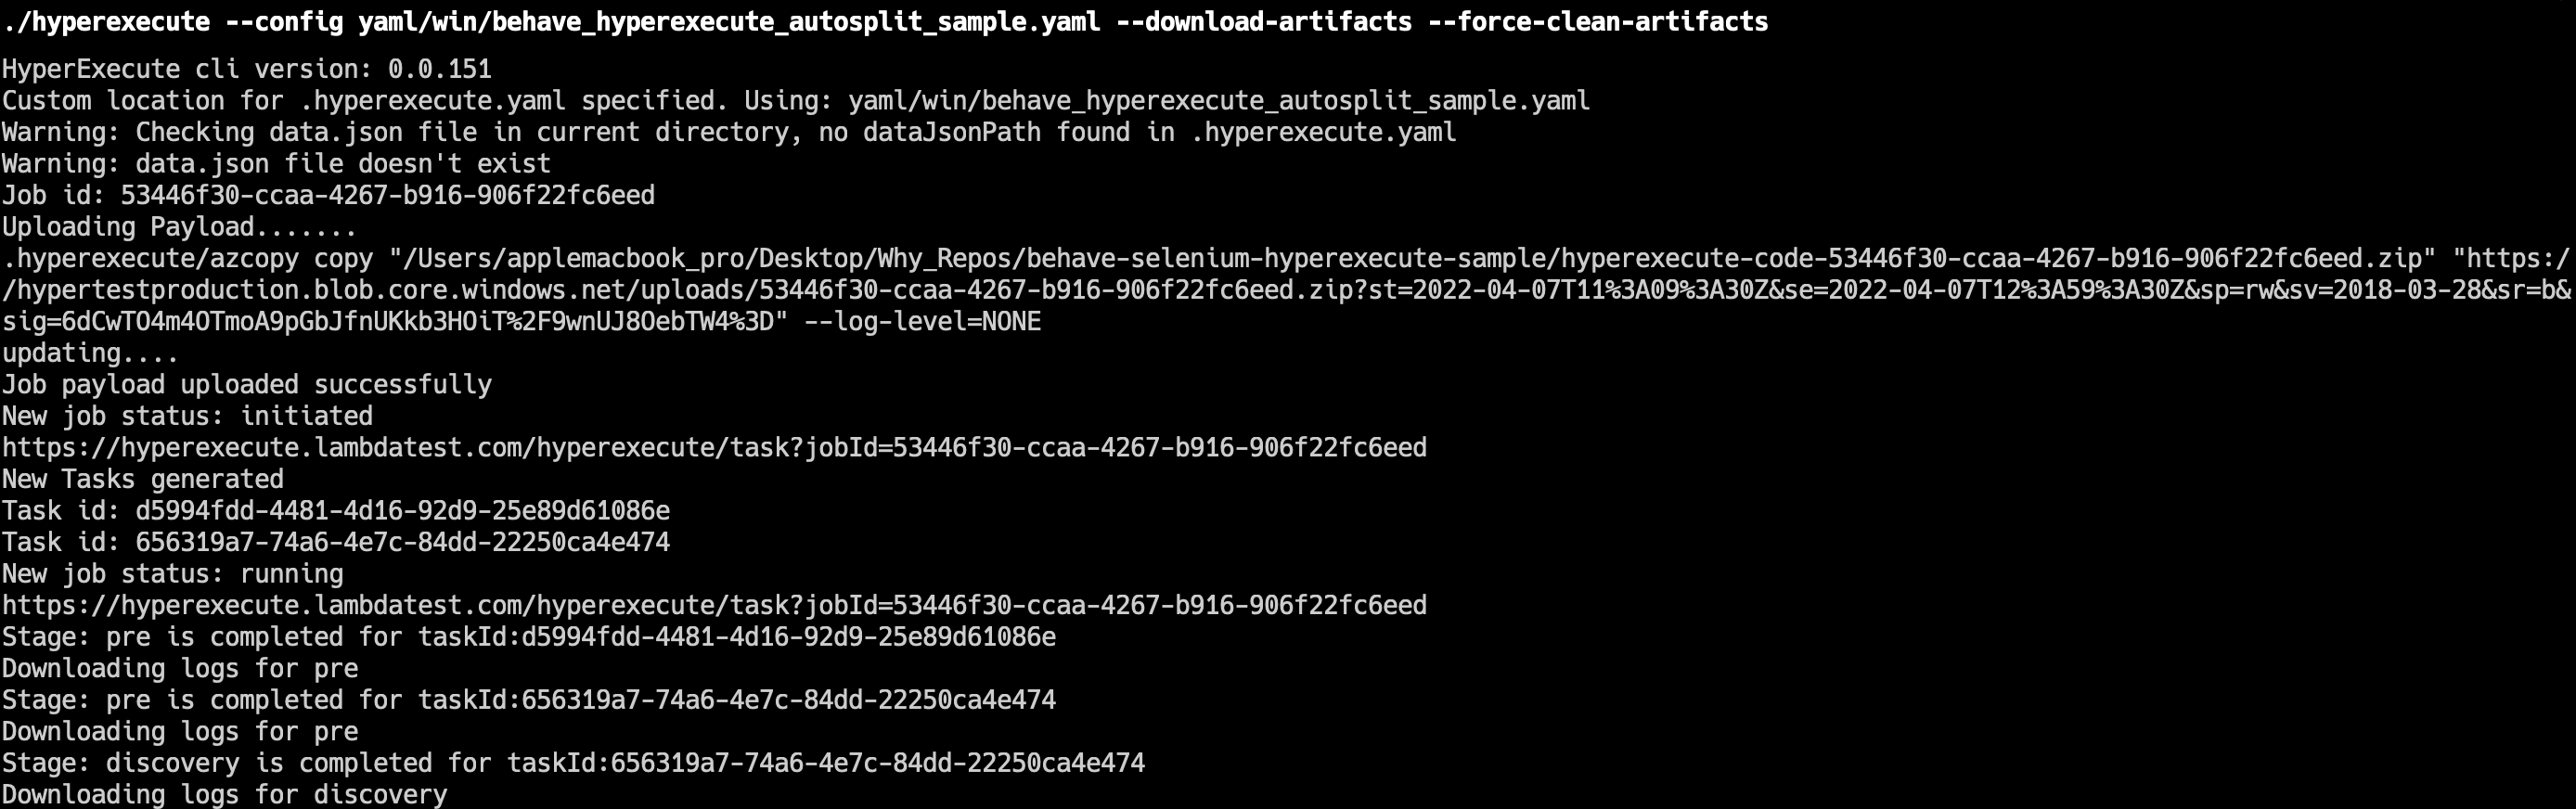 ./hyperexecute --config yaml/win/behave_hyperexecute_autosplit_sample.yaml --download-artifacts --force-clean-artifacts
HyperExecute cli version: 0.0.151
Custom location for .hyperexecute.yaml specified. Using: yaml/win/behave_hyperexecute_autosplit_sample.yaml
Warning: Checking data.json file in current directory, no dataJsonPath found in .hyperexecute.yaml
Warning: data.json file doesn't exist
Job id: 53446f30-ccaa-4267-b916-906f22fc6eed
Uploading Payload.......
.hyperexecute/azcopy copy "/Users/applemacbook_pro/Desktop/Why_Repos/behave-selenium-hyperexecute-sample/hyperexecute-code-53446f30-ccaa-4267-b916-906f22fc6eed.zip" "https:/
/hypertestproduction.blob.core.windows.net/uploads/53446f30-ccaa-4267-b916-906f22fc6eed.zip?st=2022-04-07T11%3A09%3A30Z&se=2022-04-07T12%3A59%3A30Z&sp=rw&sv=2018-03-28&sr=b&
sig=6dCwTO4m4OTmoA9pGbJfnUKkb3HOiT%2F9wnUJ8OebTW4%3D" --log-level=NONE
updating....
Job payload uploaded successfully
New job status: initiated
https://hyperexecute.lambdatest.com/hyperexecute/task?jobId=53446f30-ccaa-4267-b916-906f22fc6eed
New Tasks generated
Task id: d5994fdd-4481-4d16-92d9-25e89d61086e
Task id: 656319a7-74a6-4e7c-84dd-22250ca4e474
New job status: running
https://hyperexecute.lambdatest.com/hyperexecute/task?jobId=53446f30-ccaa-4267-b916-906f22fc6eed
Stage: pre is completed for taskId:d5994fdd-4481-4d16-92d9-25e89d61086e
Downloading logs for pre
Stage: pre is completed for taskId:656319a7-74a6-4e7c-84dd-22250ca4e474
Downloading logs for pre
Stage: discovery is completed for taskId:656319a7-74a6-4e7c-84dd-22250ca4e474
Downloading logs for discovery